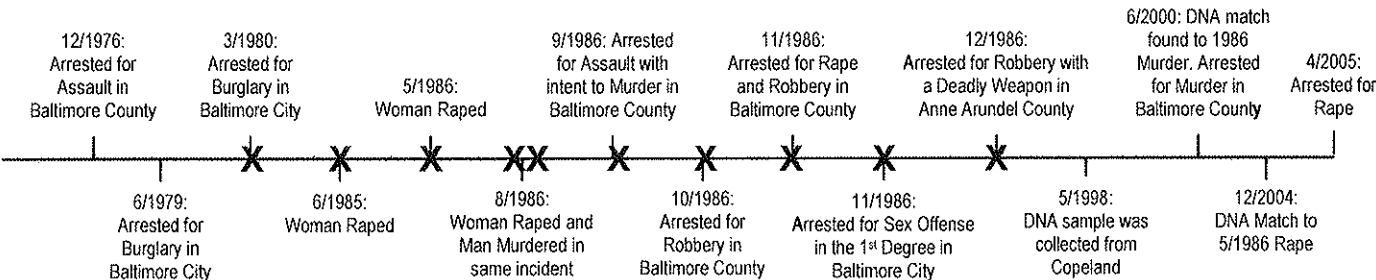 12/1976:
Arrested for
Assault in
Baltimore County
6/1979:
Arrested for
Burglary in
Baltimore City
3/1980:
Arrested for
Burglary in
Baltimore City
6/1985:
Woman Raped
5/1986:
Woman Raped
8/1986:
Woman Raped and
Man Murdered in
same incident
9/1986: Arrested
for Assault with
intent to Murder in
Baltimore County
10/1986:
Arrested for
Robbery in
Baltimore County
11/1986:
Arrested for Rape
and Robbery in
Baltimore County
11/1986:
Arrested for Sex Offense
in the 1st Degree in
Baltimore City
12/1986:
Arrested for Robbery with
a Deadly Weapon in
Anne Arundel County
5/1998:
DNA sample was
collected from
Copeland
6/2000: DNA match
found to 1986
Murder. Arrested
for Murder in
Baltimore County
12/2004:
DNA Match to
5/1986 Rape
4/2005:
Arrested for
Rape
X X X X X X X X X X